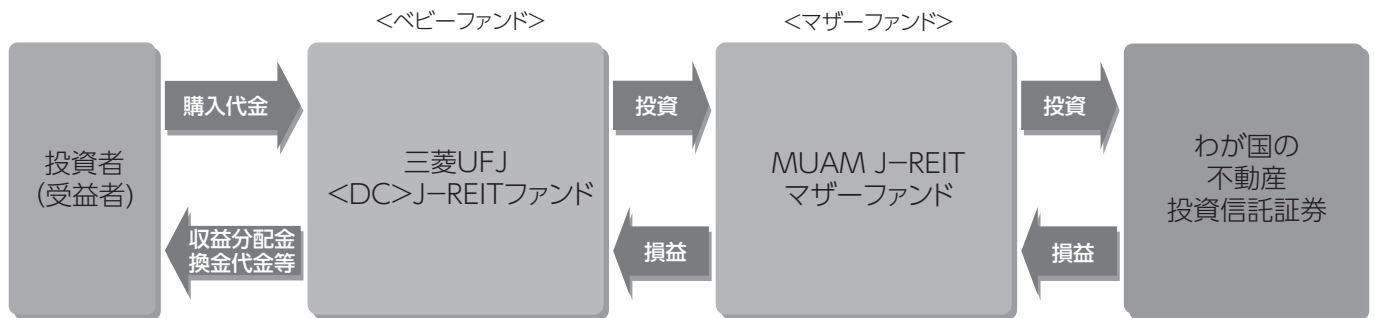 <ベビーファンド>
<マザーファンド>
投資者
(受益者)
購入代金
収益分配金
換金代金等
三菱UFJ
<DC>J-REITファンド
投資
損益
MUAM J-REIT
マザーファンド
投資
損益
わが国の
不動産
投資信託証券